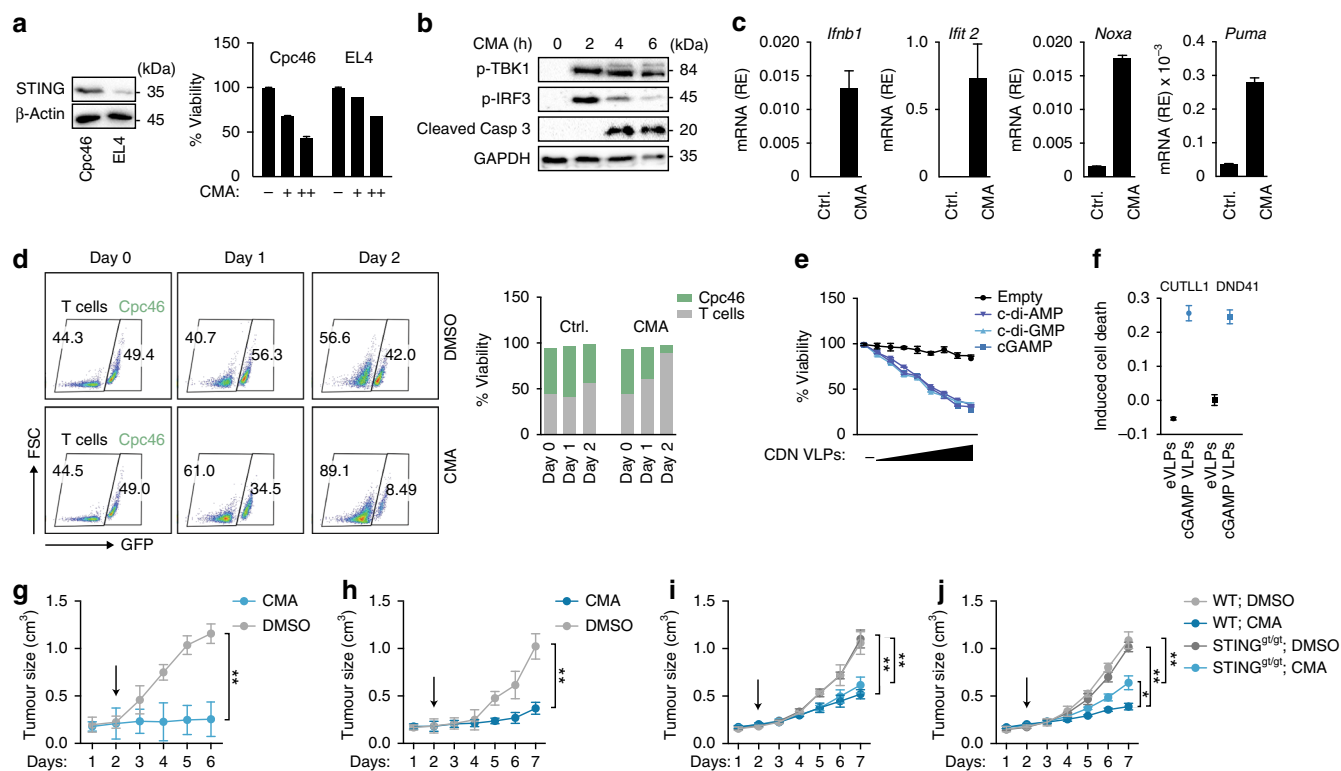 a
STING
β-Actin
(kDa)
35
45
Cpc46
EL4
% Viability
150
100
50
0
Cpc46 EL4
CMA: – + ++ – + ++
b
CMA (h) 0 2 4 6 (kDa)
p-TBK1 84
p-IRF3 45
Cleaved Casp 3 20
GAPDH 35
c
Ifnb1
mRNA (RE)
0.020
0.015
0.010
0.005
0
Ctrl.
CMA
Ifit 2
mRNA (RE)
1.0
0.5
0
Ctrl.
CMA
Noxa
mRNA (RE)
0.020
0.015
0.010
0.005
0
Ctrl.
CMA
Puma
mRNA (RE) x 10⁻³
0.4
0.3
0.2
0.1
0.0
Ctrl.
CMA
d
Day 0 Day 1 Day 2
T cells Cpc46
44.3 49.4
40.7 56.3
56.6 42.0
DMSO
T cells Cpc46
44.5 49.0
61.0 34.5
89.1 8.49
CMA
FSC
GFP
% Viability
150
100
50
0
Ctrl. CMA
Cpc46
T cells
Day 0
Day 1
Day 2
Day 0
Day 1
Day 2
e
% Viability
150
100
50
0
Empty
c-di-AMP
c-di-GMP
cGAMP
CDN VLPs: –
f
CUTLL1 DND41
Induced cell death
0.3
0.2
0.1
0.0
–0.1
eVLPs
cGAMP VLPs
eVLPs
cGAMP VLPs
g
Tumour size (cm³)
1.5
1.0
0.5
0.0
CMA
DMSO
**
Days: 1 2 3 4 5 6
h
Tumour size (cm³)
1.5
1.0
0.5
0.0
CMA
DMSO
**
Days: 1 2 3 4 5 6 7
i
Tumour size (cm³)
1.5
1.0
0.5
0.0
**
**
Days: 1 2 3 4 5 6 7
j
Tumour size (cm³)
1.5
1.0
0.5
0.0
*
**
**
Days: 1 2 3 4 5 6 7
WT; DMSO
WT; CMA
STINGgt/gt; DMSO
STINGgt/gt; CMA